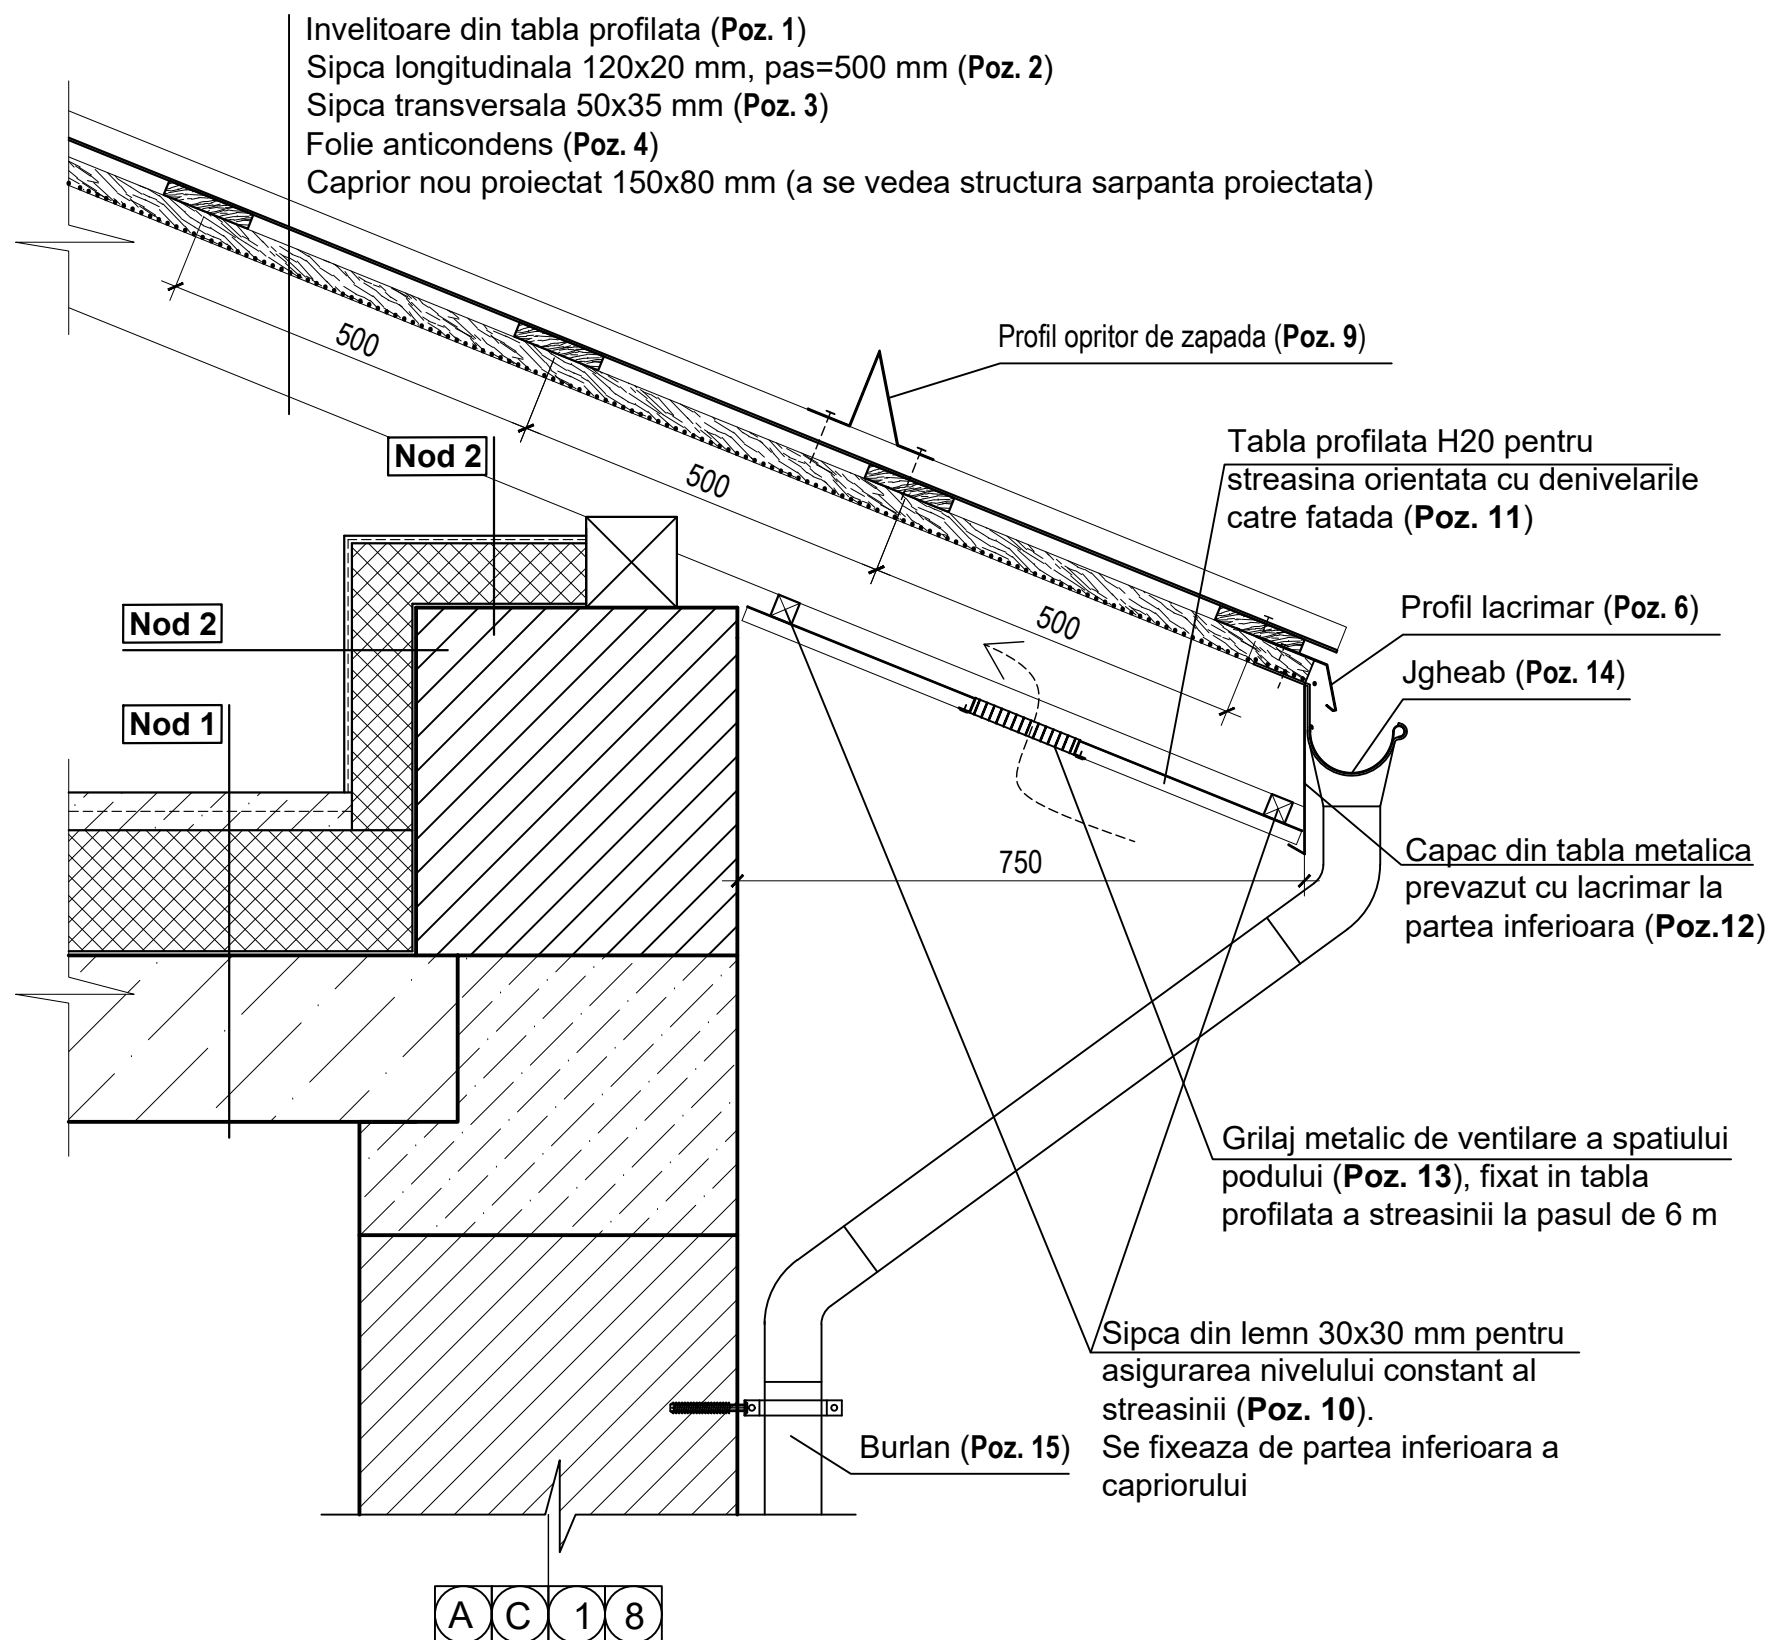 Invelitoare din tabla profilata (Poz. 1)
Sipca longitudinala 120x20 mm, pas=500 mm (Poz. 2)
Sipca transversala 50x35 mm (Poz. 3)
Folie anticondens (Poz. 4)
Caprior nou proiectat 150x80 mm (a se vedea structura sarpanta proiectata)
500
Profil opritor de zapada (Poz. 9)
Nod 2
500
Tabla profilata H20 pentru
streasina orientata cu denivelarile
catre fatada (Poz. 11)
Nod 2
500
Profil lacrimar (Poz. 6)
Jgheab (Poz. 14)
Nod 1
750
Capac din tabla metalica
prevazut cu lacrimar la
partea inferioara (Poz.12)
Grilaj metalic de ventilare a spatiului
podului (Poz. 13), fixat in tabla
profilata a streasinii la pasul de 6 m
Sipca din lemn 30x30 mm pentru
asigurarea nivelului constant al
streasinii (Poz. 10).
Se fixeaza de partea inferioara a
capriorului
Burlan (Poz. 15)
A C 1 8